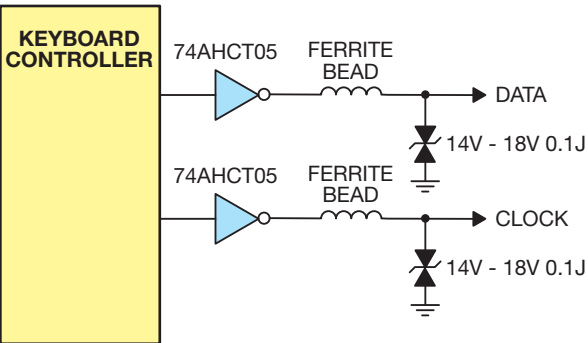 KEYBOARD
CONTROLLER
74AHCT05
FERRITE
BEAD
DATA
14V - 18V 0.1J
74AHCT05
FERRITE
BEAD
CLOCK
14V - 18V 0.1J